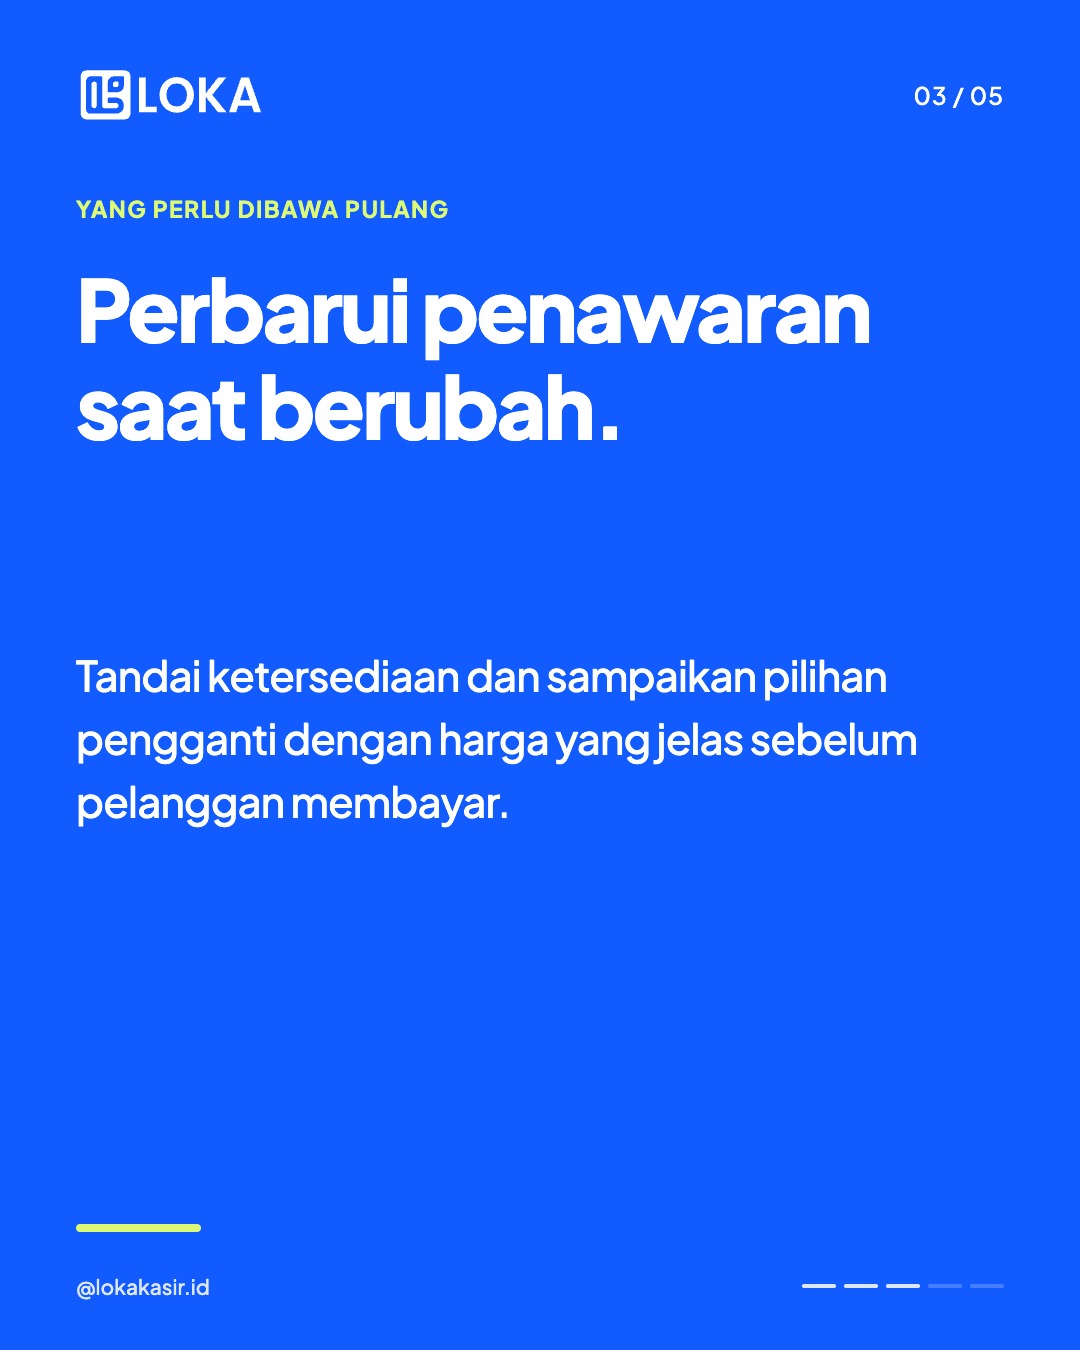 LOKA
03 / 05
YANG PERLU DIBAWA PULANG
Perbarui penawaran
saat berubah.
Tandai ketersediaan dan sampaikan pilihan
pengganti dengan harga yang jelas sebelum
pelanggan membayar.
@lokakasir.id